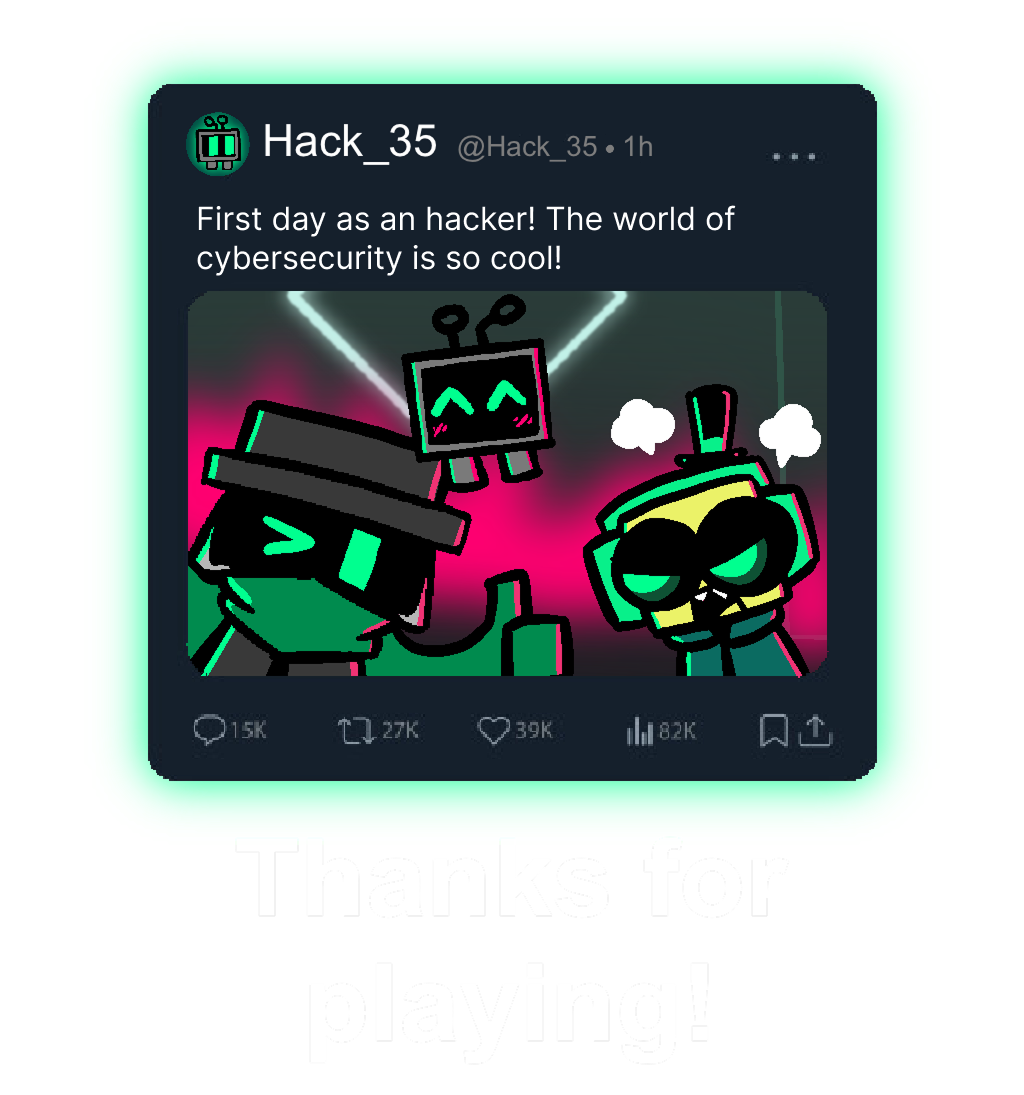 Hack_35 @Hack_35 • 1h
First day as an hacker! The world of
cybersecurity is so cool!
15K 27K 39K 82K
Thanks for
playing!